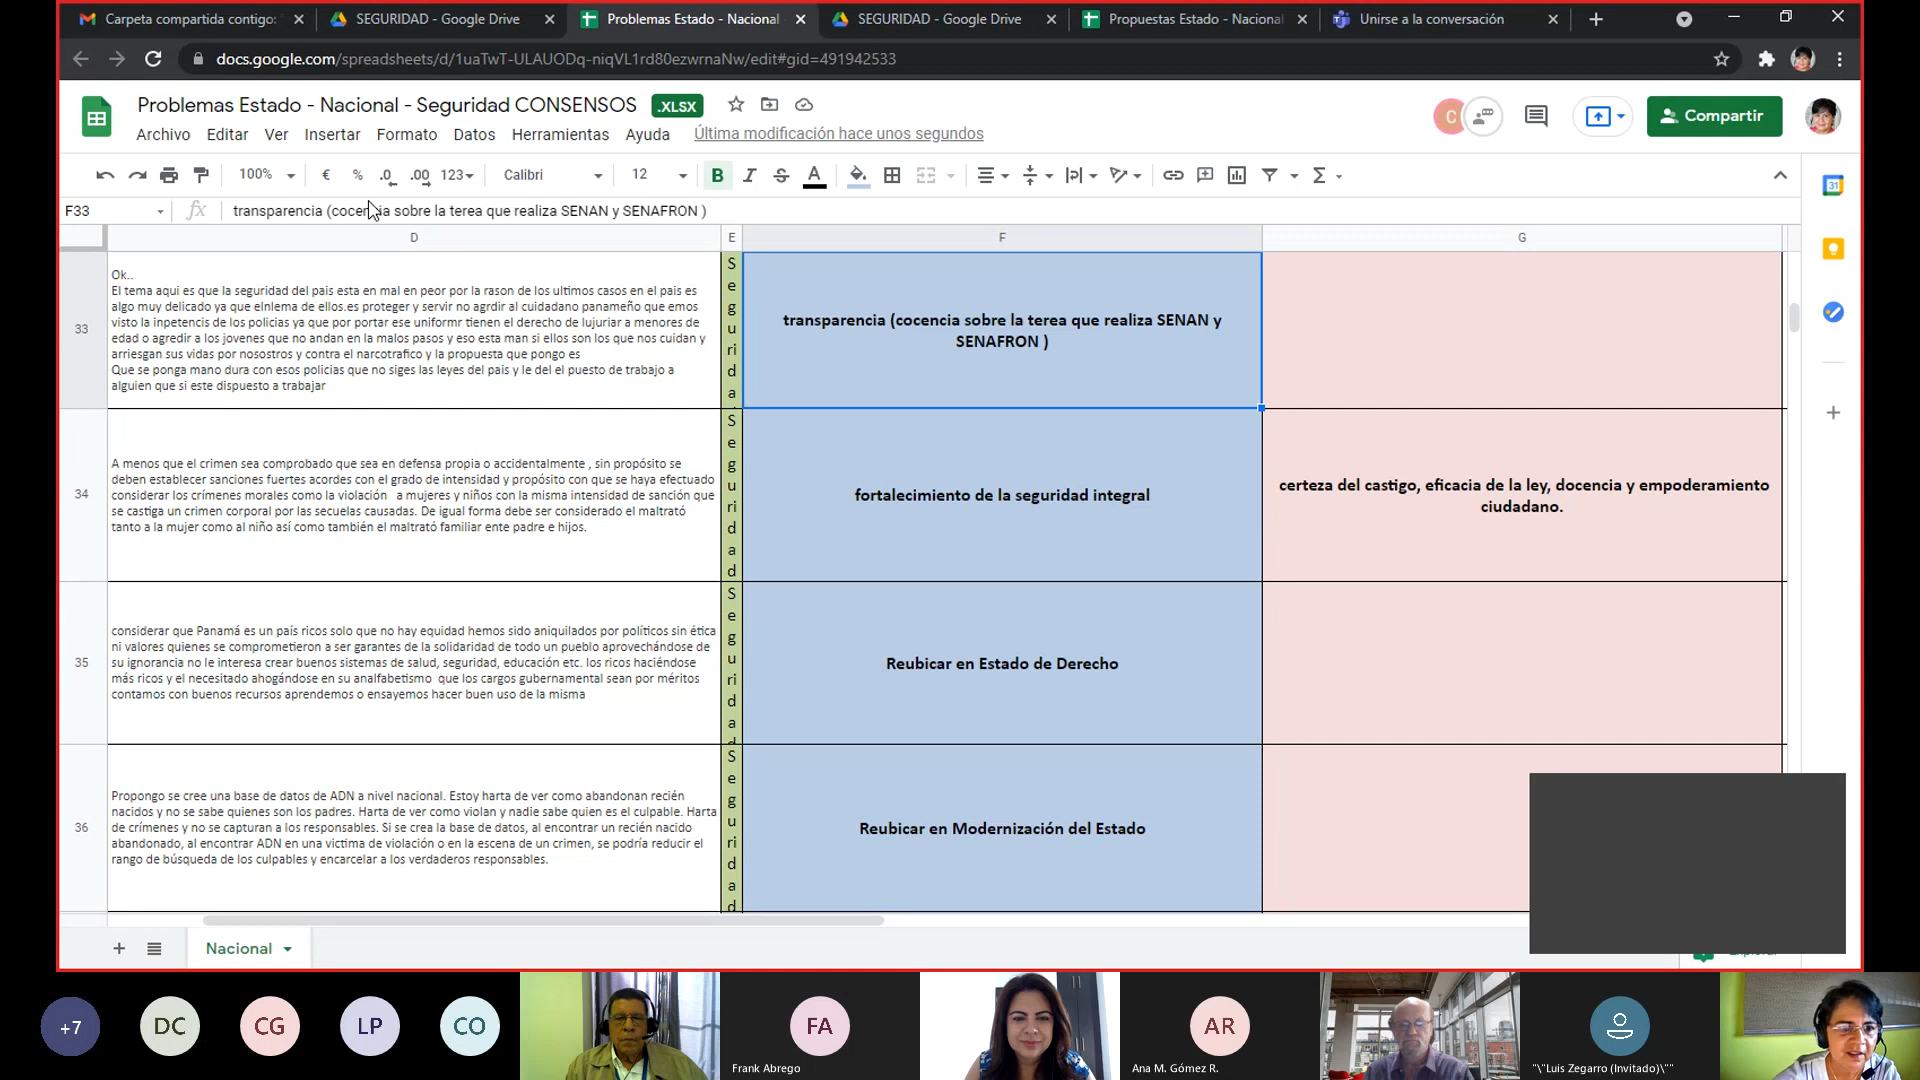 Carpeta compartida contigo:
SEGURIDAD - Google Drive
Problemas Estado - Nacional
SEGURIDAD - Google Drive
Propuestas Estado - Nacional
Unirse a la conversación
docs.google.com/spreadsheets/d/1uaTwT-ULAUODq-niqVL1rd80ezwrnaNw/edit#gid=491942533
Problemas Estado - Nacional - Seguridad CONSENSOS .XLSX
Archivo Editar Ver Insertar Formato Datos Herramientas Ayuda Última modificación hace unos segundos
C
Compartir
100% € % .0 .00 123 Calibri 12 B I S A
31
F33 fx transparencia (cocencia sobre la terea que realiza SENAN y SENAFRON )
D E F G
33
Ok..
El tema aqui es que la seguridad del pais esta en mal en peor por la rason de los ultimos casos en el pais es
algo muy delicado ya que elnlema de ellos.es proteger y servir no agrdir al cuidadano panameño que emos
visto la inpetencis de los policias ya que por portar ese uniformr tienen el derecho de lujuriar a menores de
edad o agredir a los jovenes que no andan en la malos pasos y eso esta man si ellos son los que nos cuidan y
arriesgan sus vidas por nosostros y contra el narcotrafico y la propuesta que pongo es
Que se ponga mano dura con esos policias que no siges las leyes del pais y le del el puesto de trabajo a
alguien que si este dispuesto a trabajar
S
e
g
u
ri
d
a
transparencia (cocencia sobre la terea que realiza SENAN y
SENAFRON )
34
A menos que el crimen sea comprobado que sea en defensa propia o accidentalmente , sin propósito se
deben establecer sanciones fuertes acordes con el grado de intensidad y propósito con que se haya efectuado
considerar los crímenes morales como la violación a mujeres y niños con la misma intensidad de sanción que
se castiga un crimen corporal por las secuelas causadas. De igual forma debe ser considerado el maltrató
tanto a la mujer como al niño así como también el maltrató familiar ente padre e hijos.
S
e
g
u
ri
d
a
d
fortalecimiento de la seguridad integral
certeza del castigo, eficacia de la ley, docencia y empoderamiento
ciudadano.
35
considerar que Panamá es un país ricos solo que no hay equidad hemos sido aniquilados por políticos sin ética
ni valores quienes se comprometieron a ser garantes de la solidaridad de todo un pueblo aprovechándose de
su ignorancia no le interesa crear buenos sistemas de salud, seguridad, educación etc. los ricos haciéndose
más ricos y el necesitado ahogándose en su analfabetismo que los cargos gubernamental sean por méritos
contamos con buenos recursos aprendemos o ensayemos hacer buen uso de la misma
S
e
g
u
ri
d
a
Reubicar en Estado de Derecho
36
Propongo se cree una base de datos de ADN a nivel nacional. Estoy harta de ver como abandonan recién
nacidos y no se sabe quienes son los padres. Harta de ver como violan y nadie sabe quien es el culpable. Harta
de crímenes y no se capturan a los responsables. Si se crea la base de datos, al encontrar un recién nacido
abandonado, al encontrar ADN en una victima de violación o en la escena de un crimen, se podría reducir el
rango de búsqueda de los culpables y encarcelar a los verdaderos responsables.
S
e
g
u
ri
d
a
d
Reubicar en Modernización del Estado
Nacional
+7 DC CG LP CO FA AR
Frank Abrego
Ana M. Gómez R.
"\"Luis Zegarro (Invitado)\""